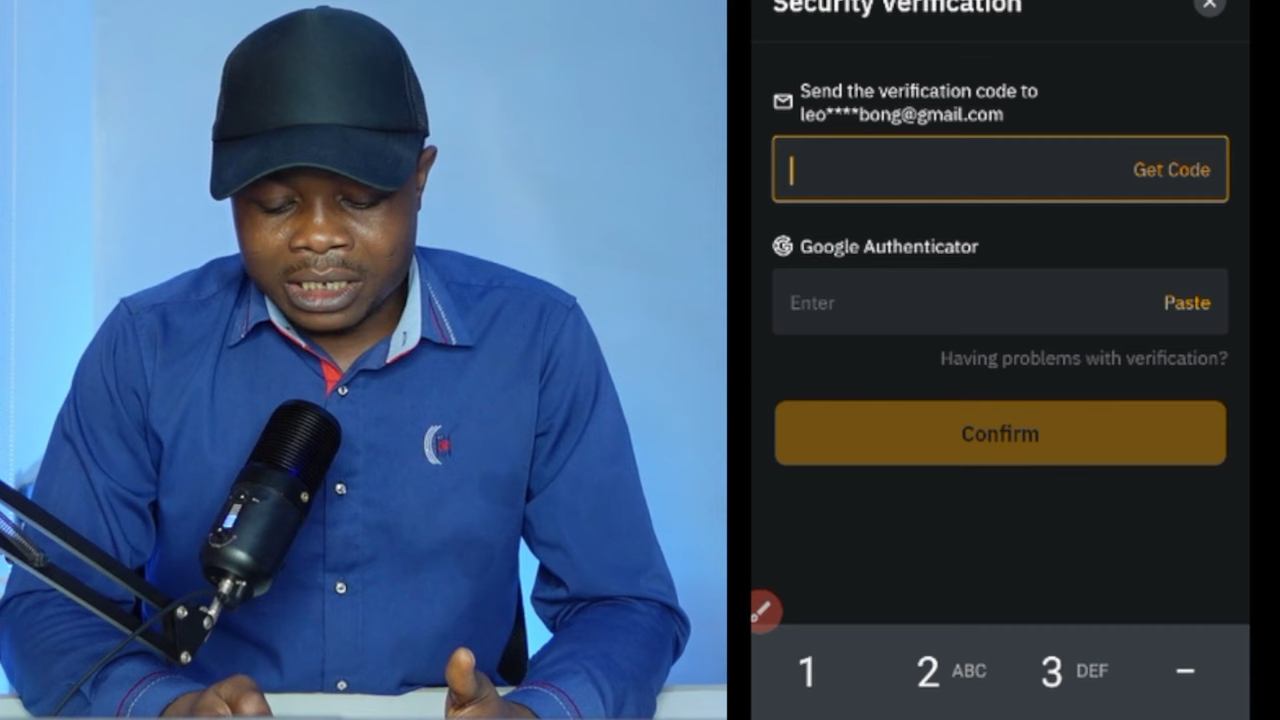 Security Verification
Send the verification code to
leo****bong@gmail.com
Get Code
Google Authenticator
Enter
Paste
Having problems with verification?
Confirm
1
2 ABC
3 DEF
-